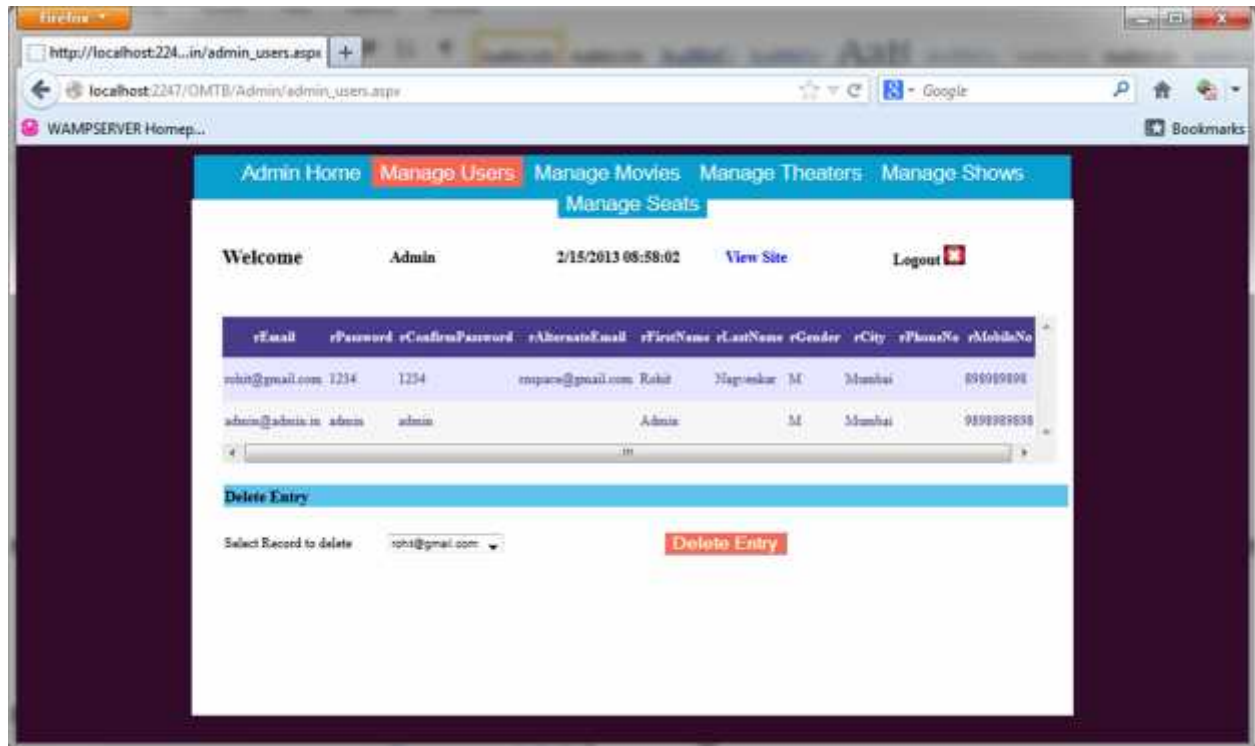 Firefox
http://localhost:224...in/admin_users.aspx +
localhost:2247/OMTB/Admin/admin_users.aspx
Google
WAMPSERVER Homep...
Bookmarks
Admin Home Manage Users Manage Movies Manage Theaters Manage Shows
Manage Seats
Welcome Admin 2/15/2013 08:58:02 View Site Logout
rEmail rPassword rConfirmPassword rAlternateEmail rFirstName rLastName rGender rCity rPhoneNo rMobileNo
rohit@gmail.com 1234 1234 Rohit M Mumbai 898989898
admin@admin.in admin admin Admin M Mumbai 9898989898
Delete Entry
Select Record to delete rohit@gmail.com Delete Entry